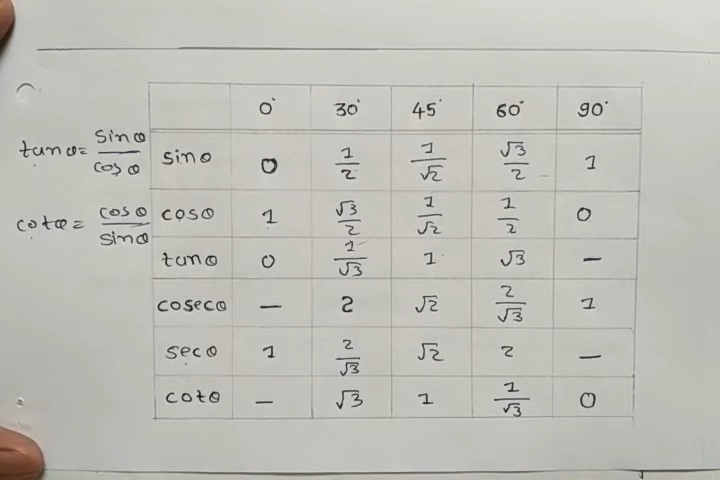 0° 30° 45° 60° 90°
tanθ = sinθ/cosθ
sinθ 0 1/2 1/√2 √3/2 1
cotθ = cosθ/sinθ
cosθ 1 √3/2 1/√2 1/2 0
tanθ 0 1/√3 1 √3 —
cosecθ — 2 √2 2/√3 1
secθ 1 2/√3 √2 2 —
cotθ — √3 1 1/√3 0